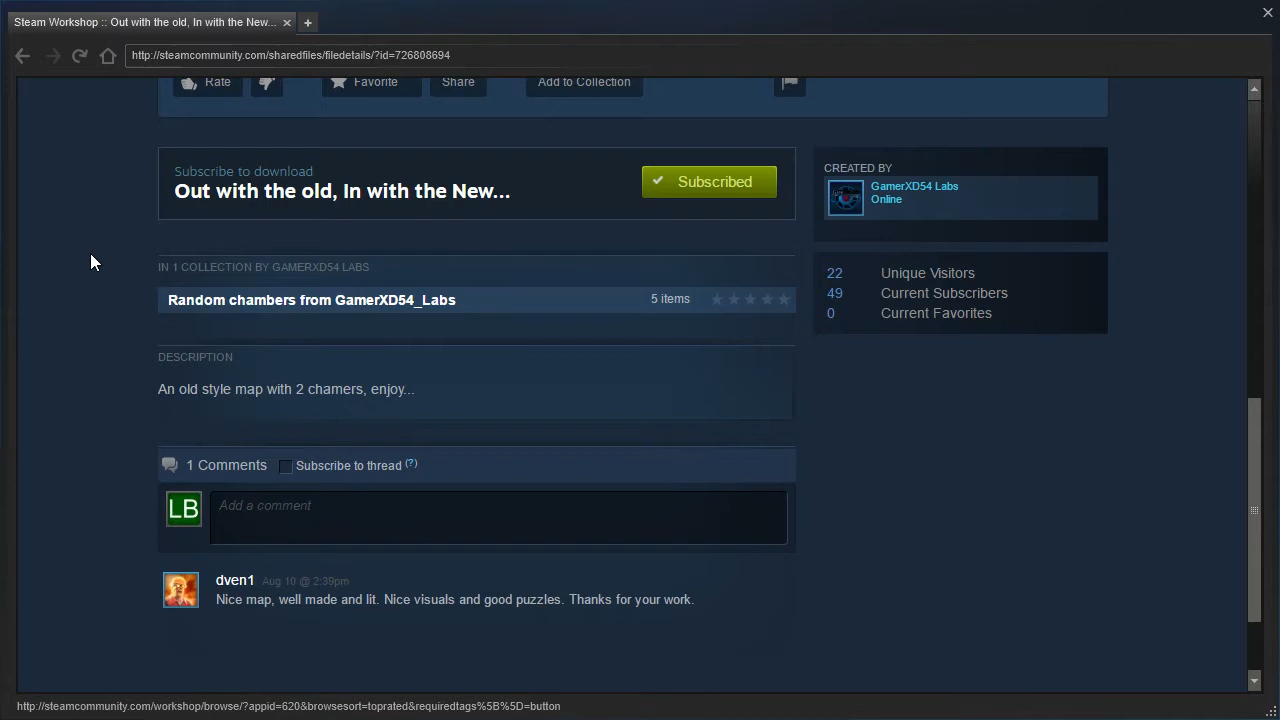 Steam Workshop :: Out with the old, In with the New...
http://steamcommunity.com/sharedfiles/filedetails/?id=726808694
Rate
Favorite
Share
Add to Collection
Subscribe to download
Out with the old, In with the New...
Subscribed
CREATED BY
GamerXD54 Labs
Online
22 Unique Visitors
49 Current Subscribers
0 Current Favorites
IN 1 COLLECTION BY GAMERXD54 LABS
Random chambers from GamerXD54_Labs 5 items
DESCRIPTION
An old style map with 2 chamers, enjoy...
1 Comments Subscribe to thread (?)
LB
Add a comment
dven1 Aug 10 @ 2:39pm
Nice map, well made and lit. Nice visuals and good puzzles. Thanks for your work.
http://steamcommunity.com/workshop/browse/?appid=620&browsesort=toprated&requiredtags%5B%5D=button